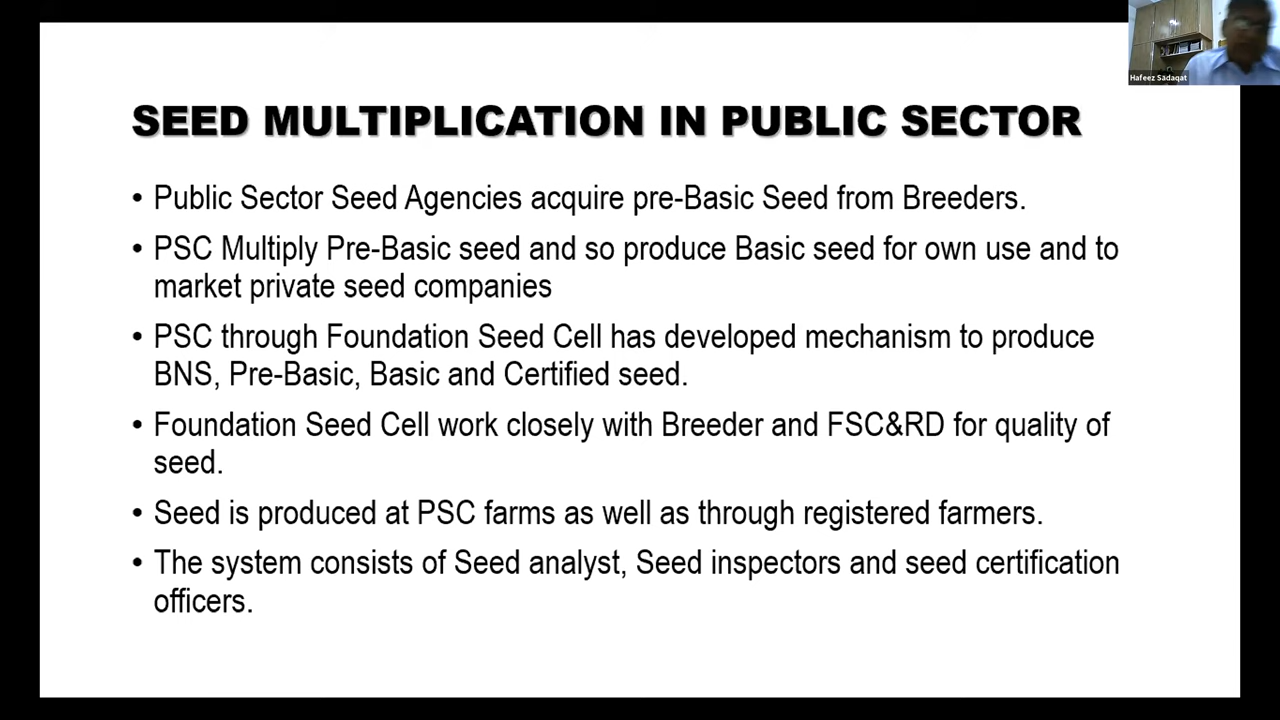 Hafeez Sadaqat
SEED MULTIPLICATION IN PUBLIC SECTOR
• Public Sector Seed Agencies acquire pre-Basic Seed from Breeders.
• PSC Multiply Pre-Basic seed and so produce Basic seed for own use and to
market private seed companies
• PSC through Foundation Seed Cell has developed mechanism to produce
BNS, Pre-Basic, Basic and Certified seed.
• Foundation Seed Cell work closely with Breeder and FSC&RD for quality of
seed.
• Seed is produced at PSC farms as well as through registered farmers.
• The system consists of Seed analyst, Seed inspectors and seed certification
officers.